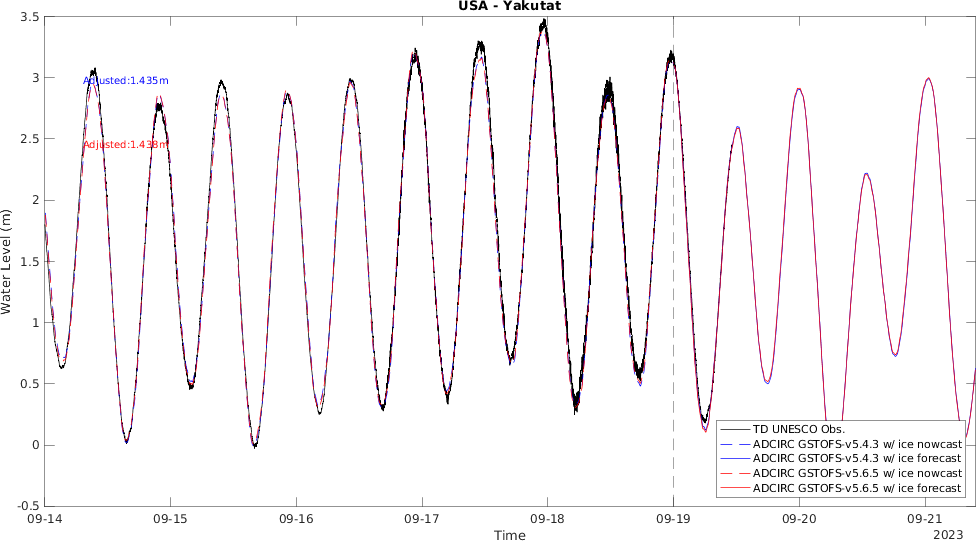 USA - Yakutat
3.5
3
2.5
2
1.5
1
0.5
0
-0.5
Water Level (m)
Adjusted:1.435m
Adjusted:1.438m
TD UNESCO Obs.
ADCIRC GSTOFS-v5.4.3 w/ ice nowcast
ADCIRC GSTOFS-v5.4.3 w/ ice forecast
ADCIRC GSTOFS-v5.6.5 w/ ice nowcast
ADCIRC GSTOFS-v5.6.5 w/ ice forecast
09-14 09-15 09-16 09-17 09-18 09-19 09-20 09-21
Time
2023